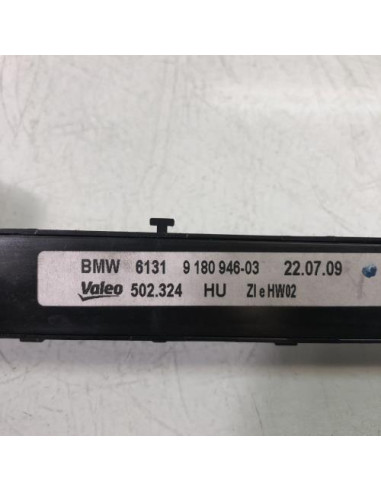 BMW 6131 9 180 946-03 22.07.09
Valeo 502.324 HU ZI e HW02